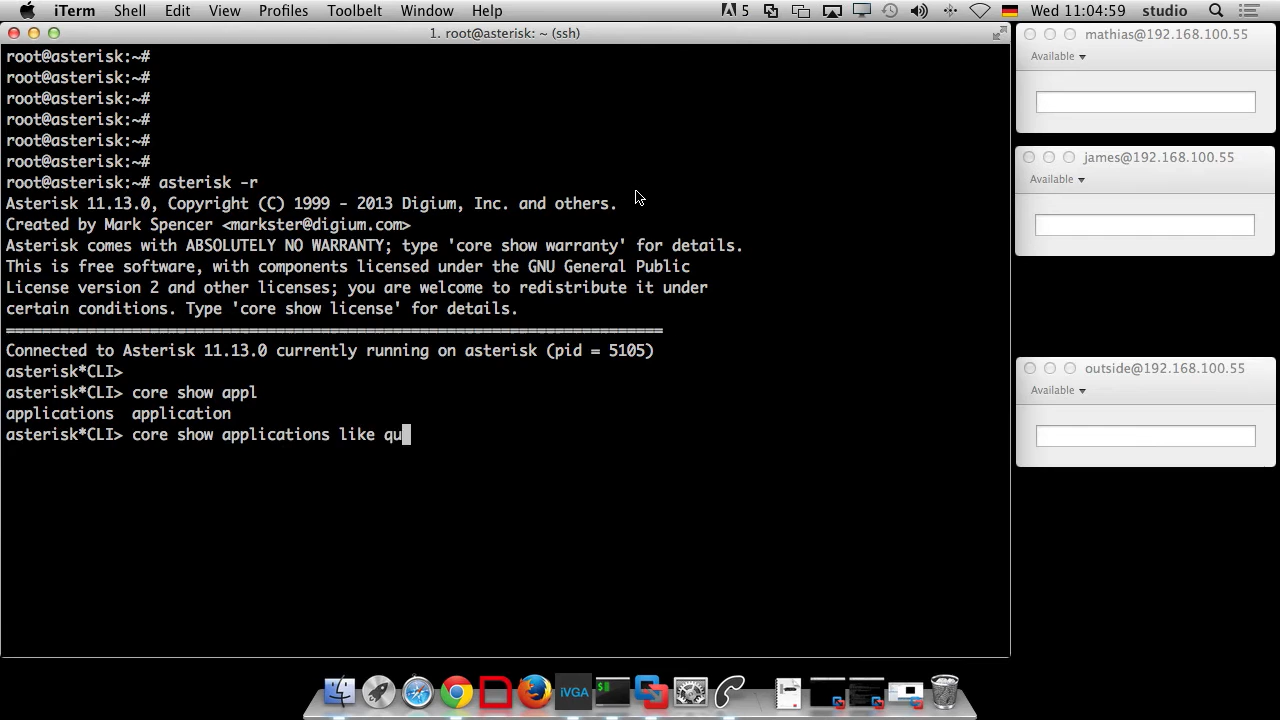 iTerm Shell Edit View Profiles Toolbelt Window Help 5 Wed 11:04:59 studio
1. root@asterisk: ~ (ssh)
root@asterisk:~#
root@asterisk:~#
root@asterisk:~#
root@asterisk:~#
root@asterisk:~#
root@asterisk:~#
root@asterisk:~# asterisk -r
Asterisk 11.13.0, Copyright (C) 1999 - 2013 Digium, Inc. and others.
Created by Mark Spencer <markster@digium.com>
Asterisk comes with ABSOLUTELY NO WARRANTY; type 'core show warranty' for details.
This is free software, with components licensed under the GNU General Public
License version 2 and other licenses; you are welcome to redistribute it under
certain conditions. Type 'core show license' for details.
=========================================================================
Connected to Asterisk 11.13.0 currently running on asterisk (pid = 5105)
asterisk*CLI>
asterisk*CLI> core show appl
applications  application
asterisk*CLI> core show applications like qu
mathias@192.168.100.55
Available
james@192.168.100.55
Available
outside@192.168.100.55
Available
iVGA